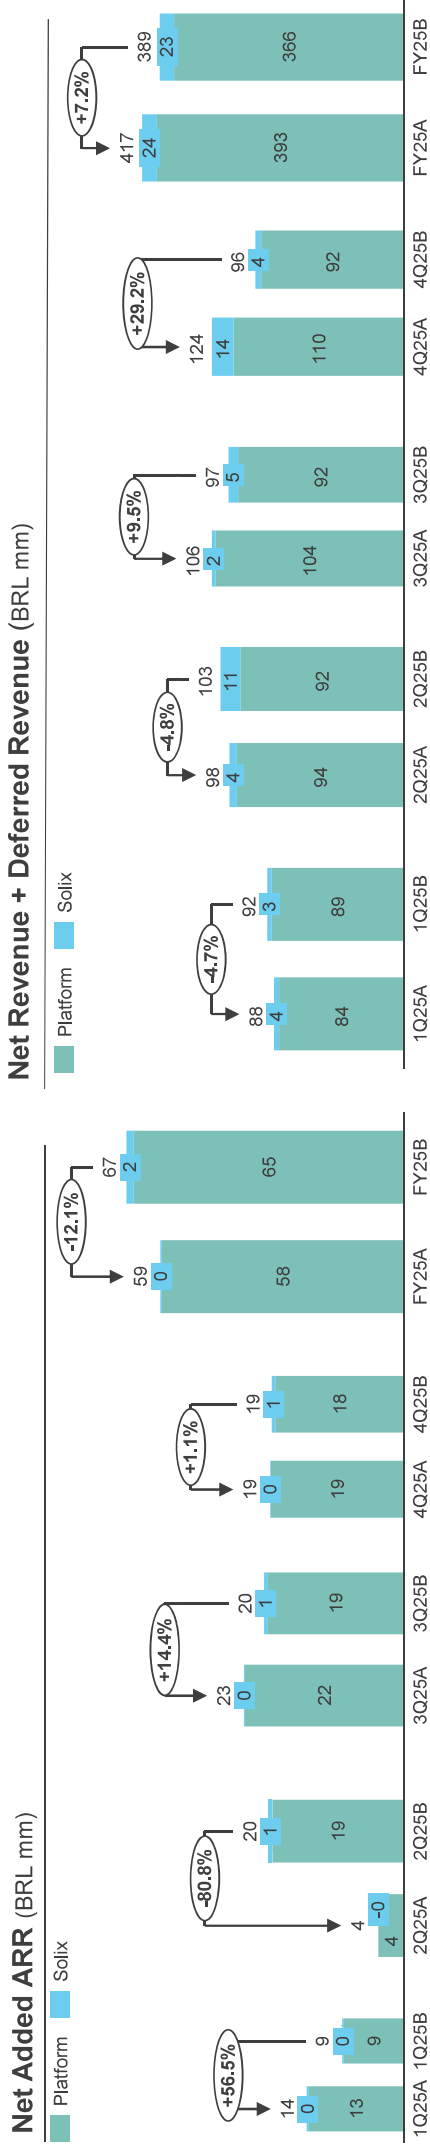 Net Added ARR (BRL mm)
Platform
Solix
+56.5%
14
0
13
1Q25A
9
0
9
1Q25B
-80.8%
4
-0
4
2Q25A
20
1
19
2Q25B
+14.4%
23
0
22
3Q25A
20
1
19
3Q25B
+1.1%
19
0
19
4Q25A
19
1
18
4Q25B
-12.1%
59
0
58
FY25A
67
2
65
FY25B
Net Revenue + Deferred Revenue (BRL mm)
Platform
Solix
-4.7%
88
4
84
1Q25A
92
3
89
1Q25B
-4.8%
98
4
94
2Q25A
103
11
92
2Q25B
+9.5%
106
2
104
3Q25A
97
5
92
3Q25B
+29.2%
124
14
110
4Q25A
96
4
92
4Q25B
+7.2%
417
24
393
FY25A
389
23
366
FY25B